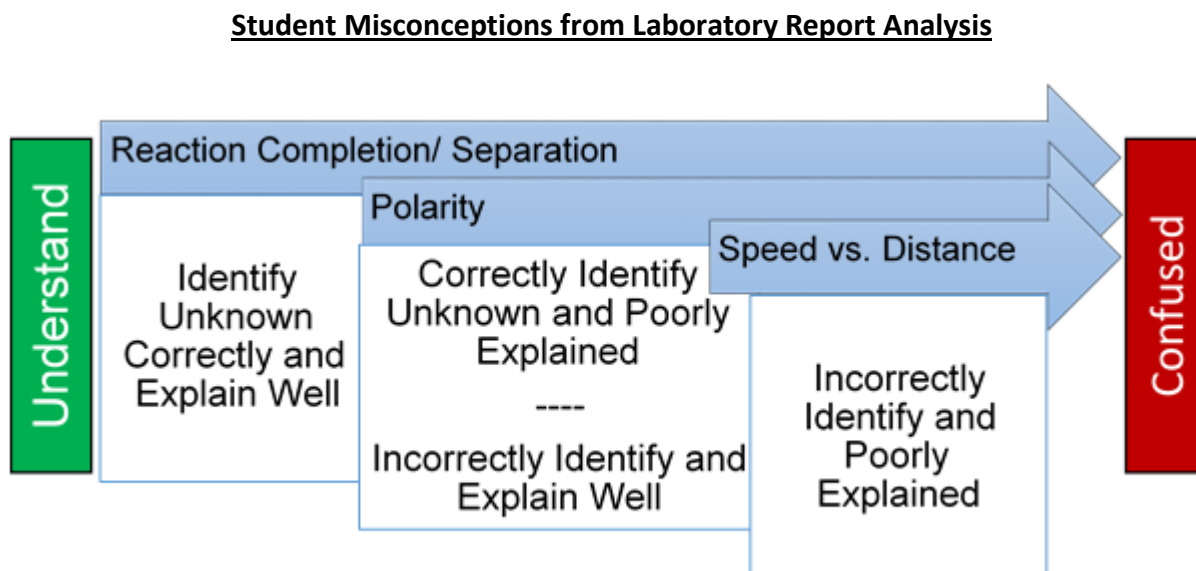 Student Misconceptions from Laboratory Report Analysis
Understand
Reaction Completion/ Separation
Identify
Unknown
Correctly and
Explain Well
Polarity
Correctly Identify
Unknown and Poorly
Explained
----
Incorrectly Identify and
Explain Well
Speed vs. Distance
Incorrectly
Identify and
Poorly
Explained
Confused